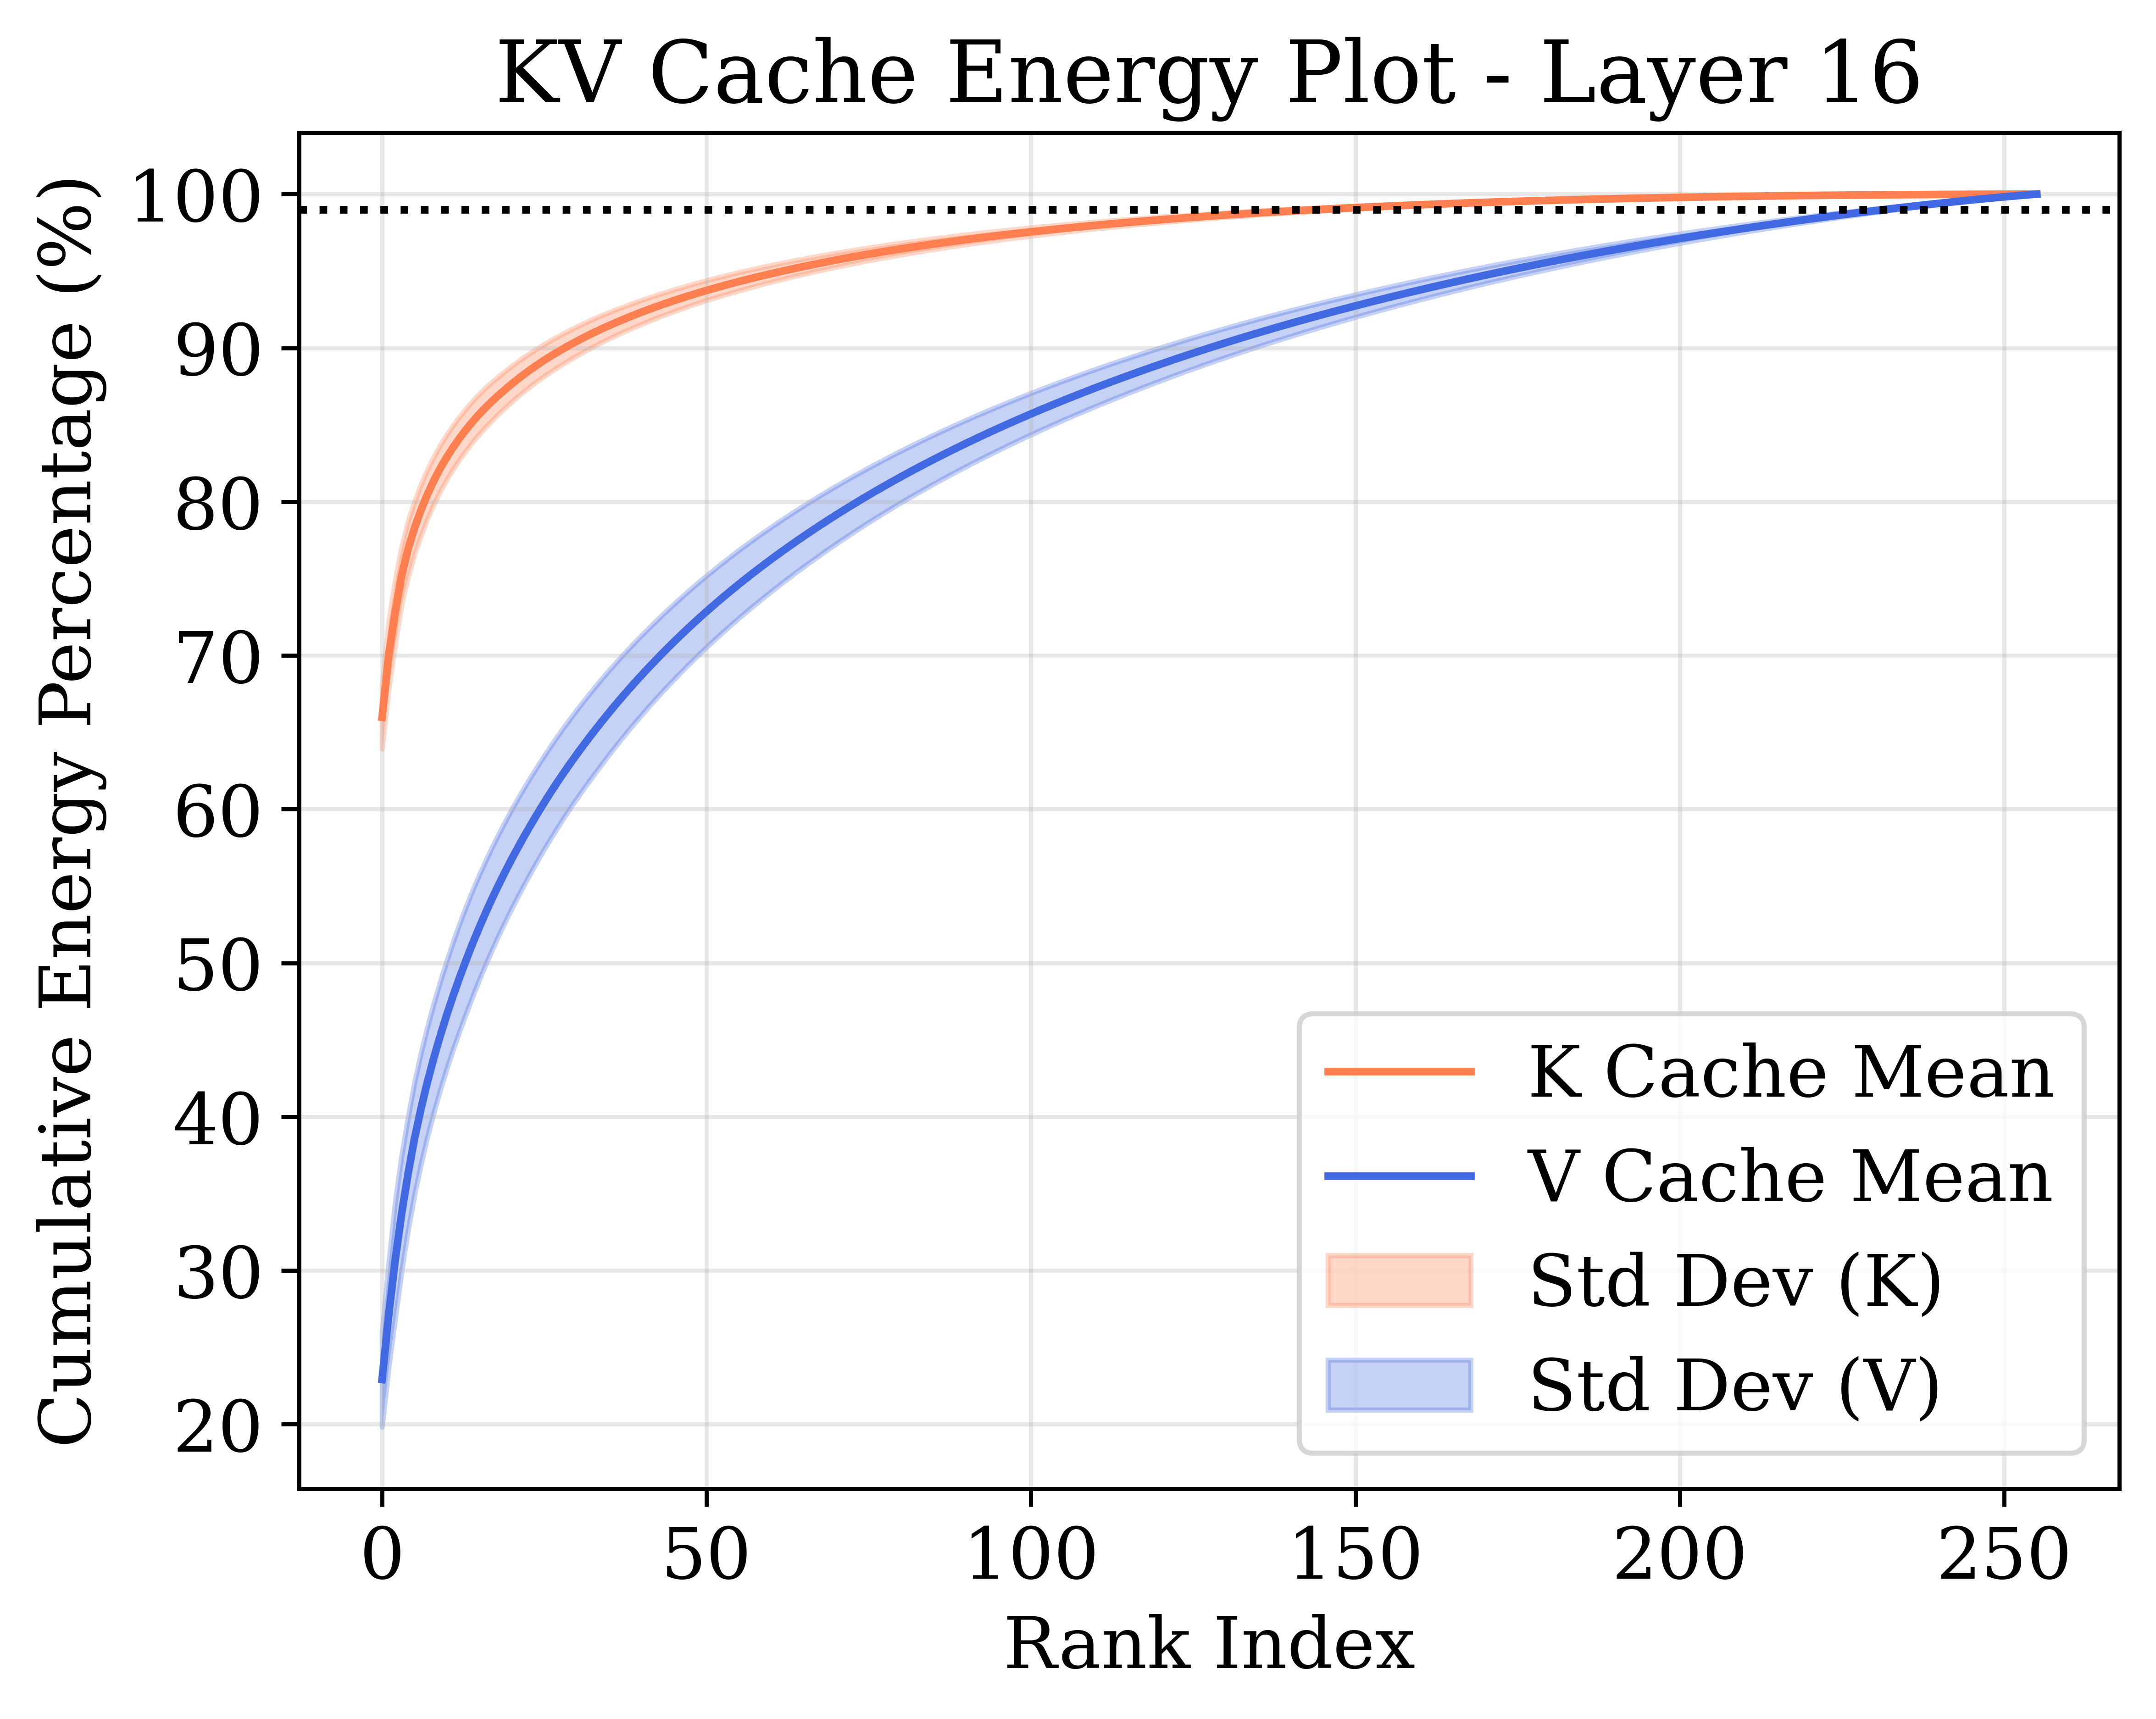 KV Cache Energy Plot - Layer 16
Cumulative Energy Percentage (%)
100
90
80
70
60
50
40
30
20
K Cache Mean
V Cache Mean
Std Dev (K)
Std Dev (V)
0 50 100 150 200 250
Rank Index